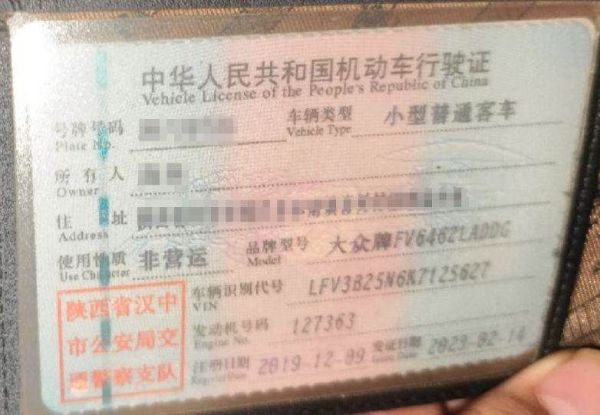 中华人民共和国机动车行驶证
Vehicle License of the People's Republic of China
号牌号码 车辆类型 小型普通客车
Plate No. Vehicle Type
所有人
Owner
住址
Address
使用性质 非营运 品牌型号 大众牌FV6462LADDG
Use Character Model
陕西省汉中市公安局交通警察支队
车辆识别代号 LFV3B25N6K7125627
VIN
发动机号码 127363
Engine No.
注册日期 2019-12-09 发证日期 2023-02-14
Register Date Issue Date